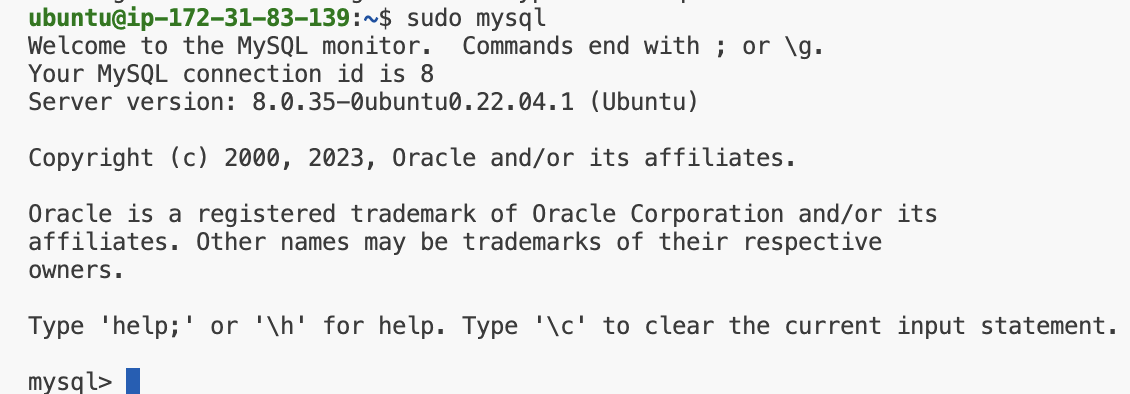 ubuntu@ip-172-31-83-139:~$ sudo mysql
Welcome to the MySQL monitor.  Commands end with ; or \g.
Your MySQL connection id is 8
Server version: 8.0.35-0ubuntu0.22.04.1 (Ubuntu)
Copyright (c) 2000, 2023, Oracle and/or its affiliates.
Oracle is a registered trademark of Oracle Corporation and/or its
affiliates. Other names may be trademarks of their respective
owners.
Type 'help;' or '\h' for help. Type '\c' to clear the current input statement.
mysql>